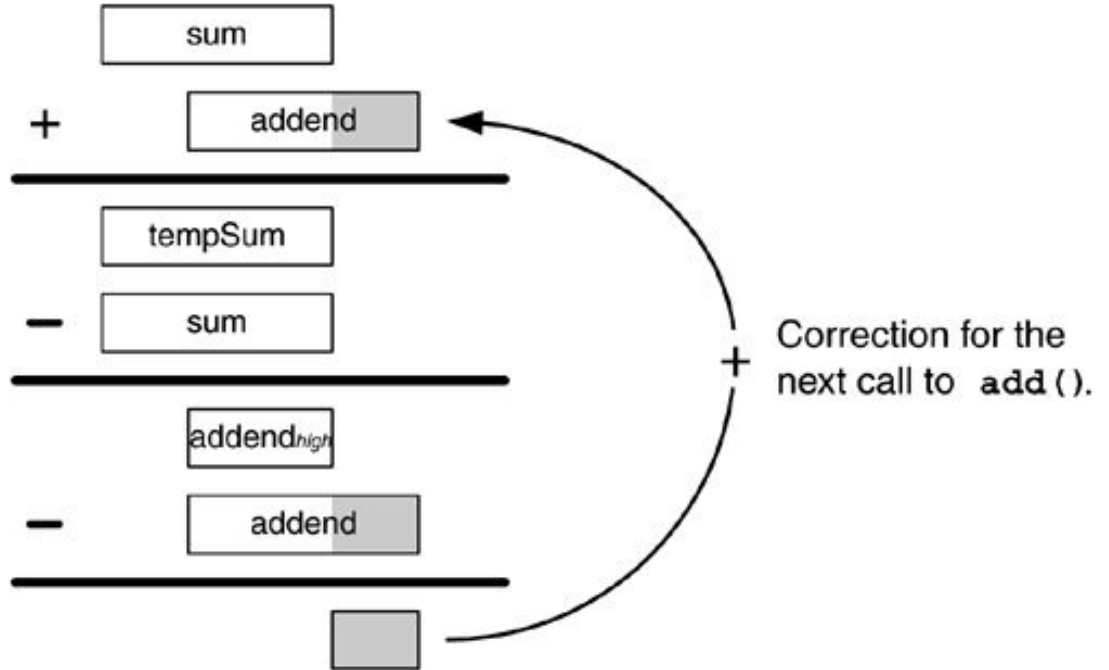 sum
+ addend
tempSum
− sum
addendhigh
− addend
+
Correction for the
next call to add().